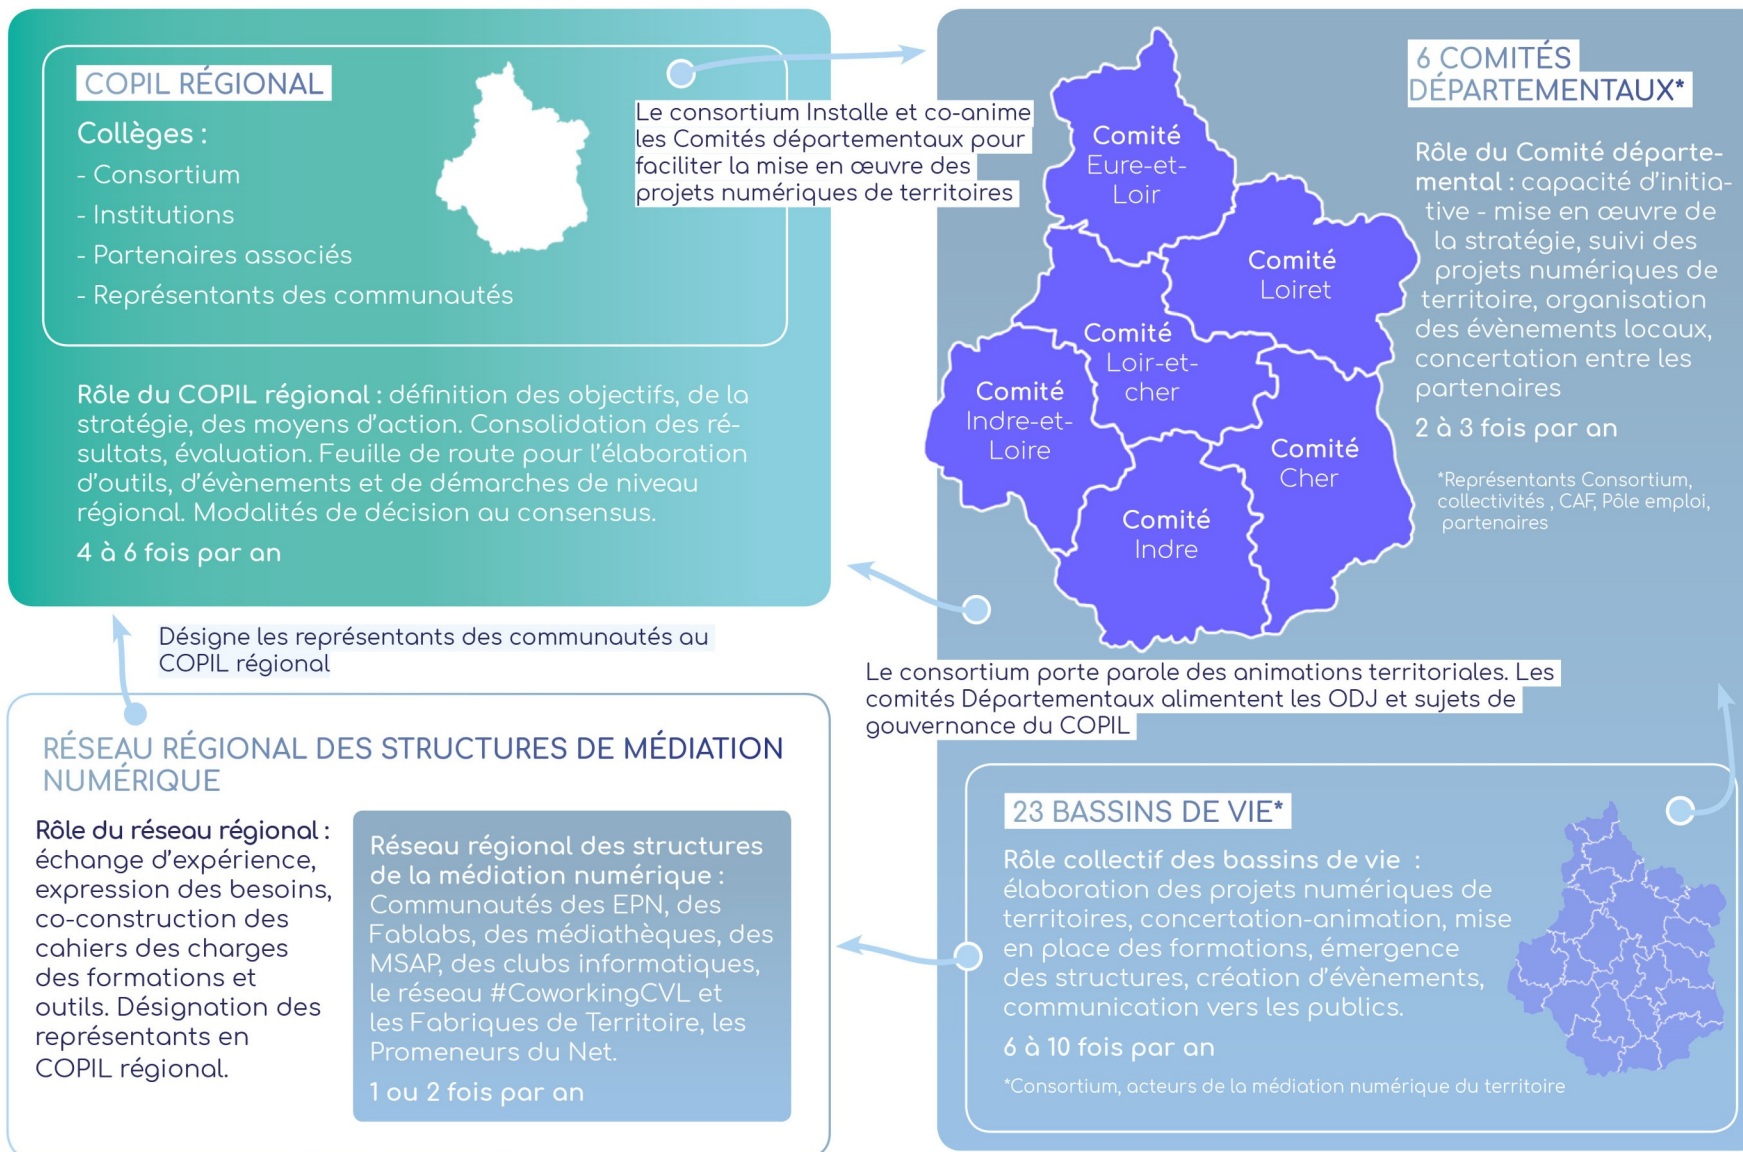 COPIL RÉGIONAL
Collèges :
- Consortium
- Institutions
- Partenaires associés
- Représentants des communautés
Rôle du COPIL régional : définition des objectifs, de la
stratégie, des moyens d'action. Consolidation des ré-
sultats, évaluation. Feuille de route pour l'élaboration
d'outils, d'évènements et de démarches de niveau
régional. Modalités de décision au consensus.
4 à 6 fois par an
Le consortium Installe et co-anime
les Comités départementaux pour
faciliter la mise en œuvre des
projets numériques de territoires
Comité
Eure-et-
Loir
Comité
Loiret
Comité
Loir-et-
cher
Comité
Indre-et-
Loire
Comité
Cher
Comité
Indre
6 COMITÉS
DÉPARTEMENTAUX*
Rôle du Comité départe-
mental : capacité d'initia-
tive - mise en œuvre de
la stratégie, suivi des
projets numériques de
territoire, organisation
des évènements locaux,
concertation entre les
partenaires
2 à 3 fois par an
*Représentants Consortium,
collectivités , CAF, Pôle emploi,
partenaires
Désigne les représentants des communautés au
COPIL régional
Le consortium porte parole des animations territoriales. Les
comités Départementaux alimentent les ODJ et sujets de
gouvernance du COPIL
RÉSEAU RÉGIONAL DES STRUCTURES DE MÉDIATION
NUMÉRIQUE
Rôle du réseau régional :
échange d'expérience,
expression des besoins,
co-construction des
cahiers des charges
des formations et
outils. Désignation des
représentants en
COPIL régional.
Réseau régional des structures
de la médiation numérique :
Communautés des EPN, des
Fablabs, des médiathèques, des
MSAP, des clubs informatiques,
le réseau #CoworkingCVL et
les Fabriques de Territoire, les
Promeneurs du Net.
1 ou 2 fois par an
23 BASSINS DE VIE*
Rôle collectif des bassins de vie :
élaboration des projets numériques de
territoires, concertation-animation, mise
en place des formations, émergence
des structures, création d'évènements,
communication vers les publics.
6 à 10 fois par an
*Consortium, acteurs de la médiation numérique du territoire